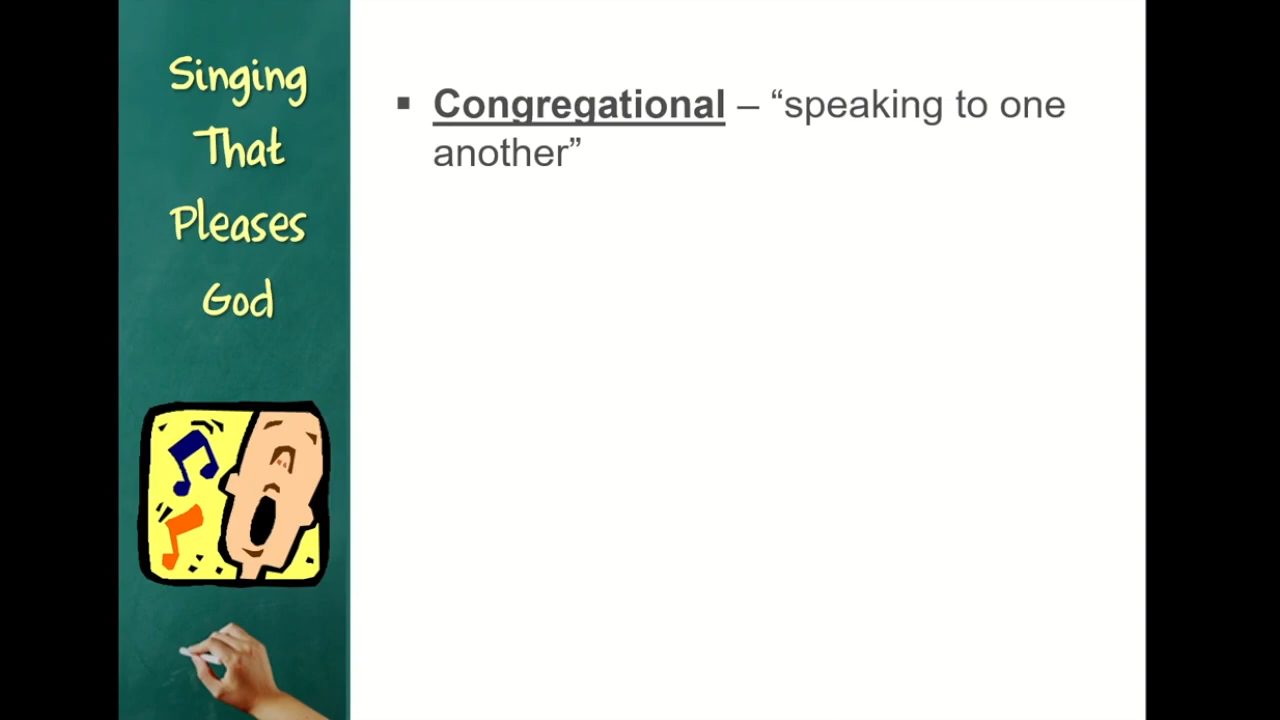 Singing
That
Pleases
God
▪ Congregational – “speaking to one
another”